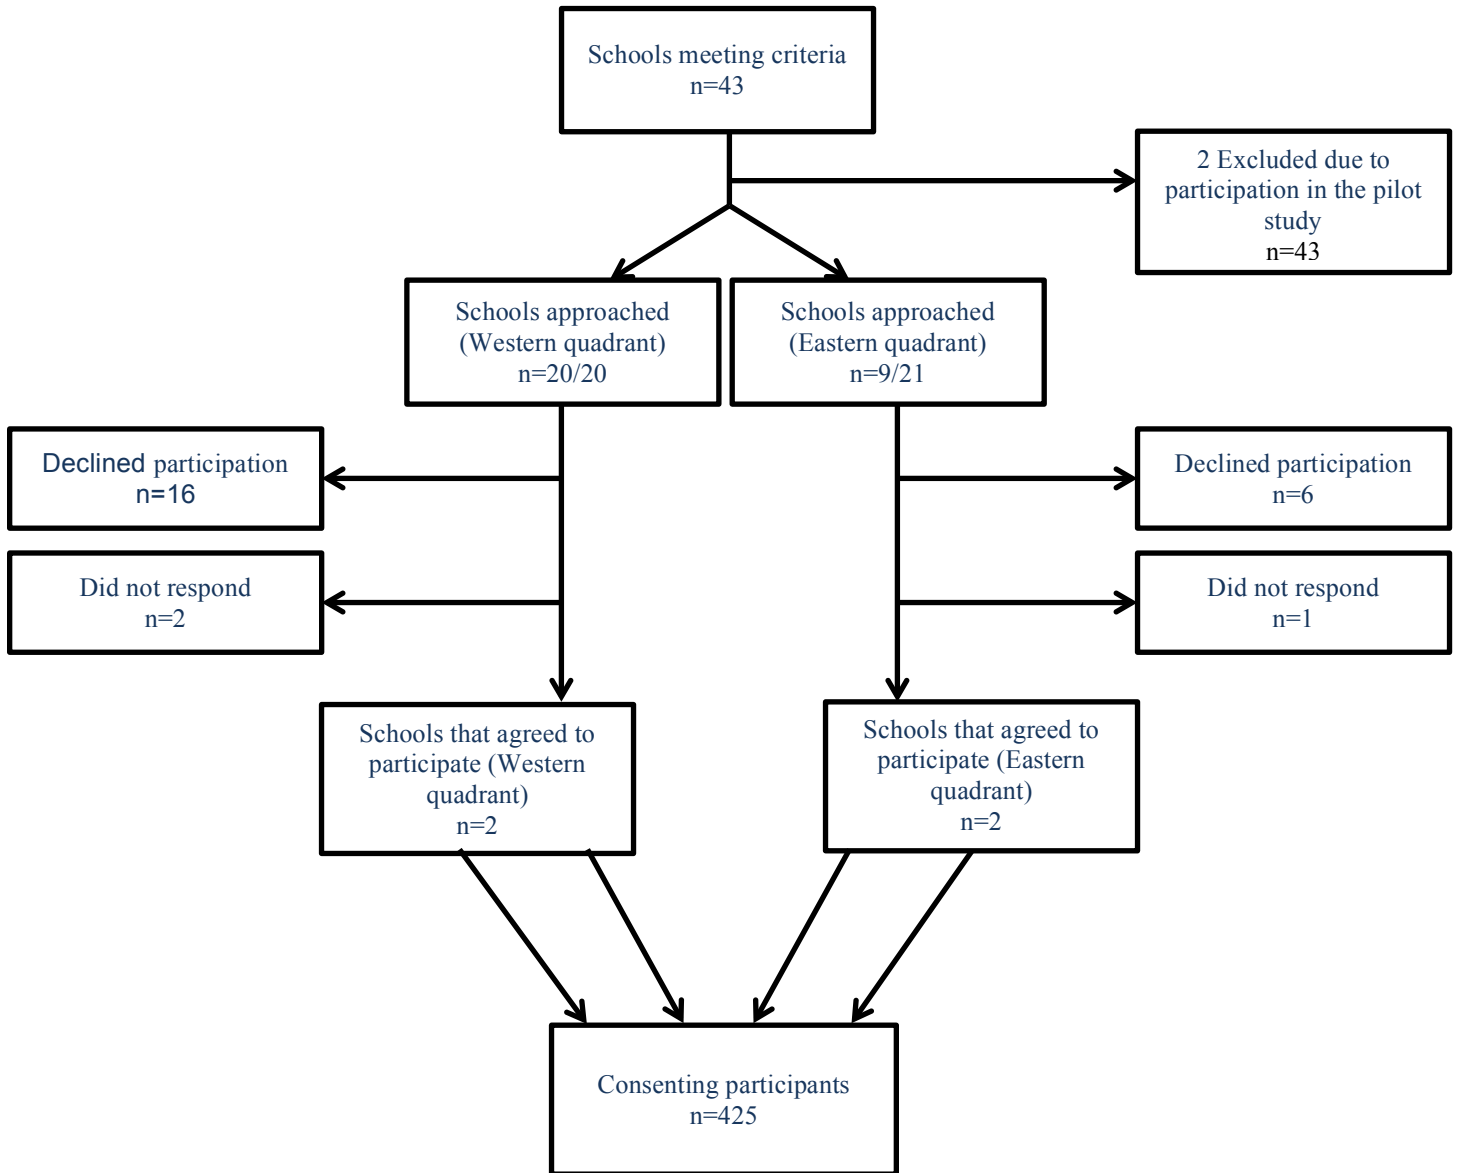 Schools meeting criteria
n=43
2 Excluded due to
participation in the pilot
study
n=43
Schools approached
(Western quadrant)
n=20/20
Schools approached
(Eastern quadrant)
n=9/21
Declined participation
n=16
Declined participation
n=6
Did not respond
n=2
Did not respond
n=1
Schools that agreed to
participate (Western
quadrant)
n=2
Schools that agreed to
participate (Eastern
quadrant)
n=2
Consenting participants
n=425